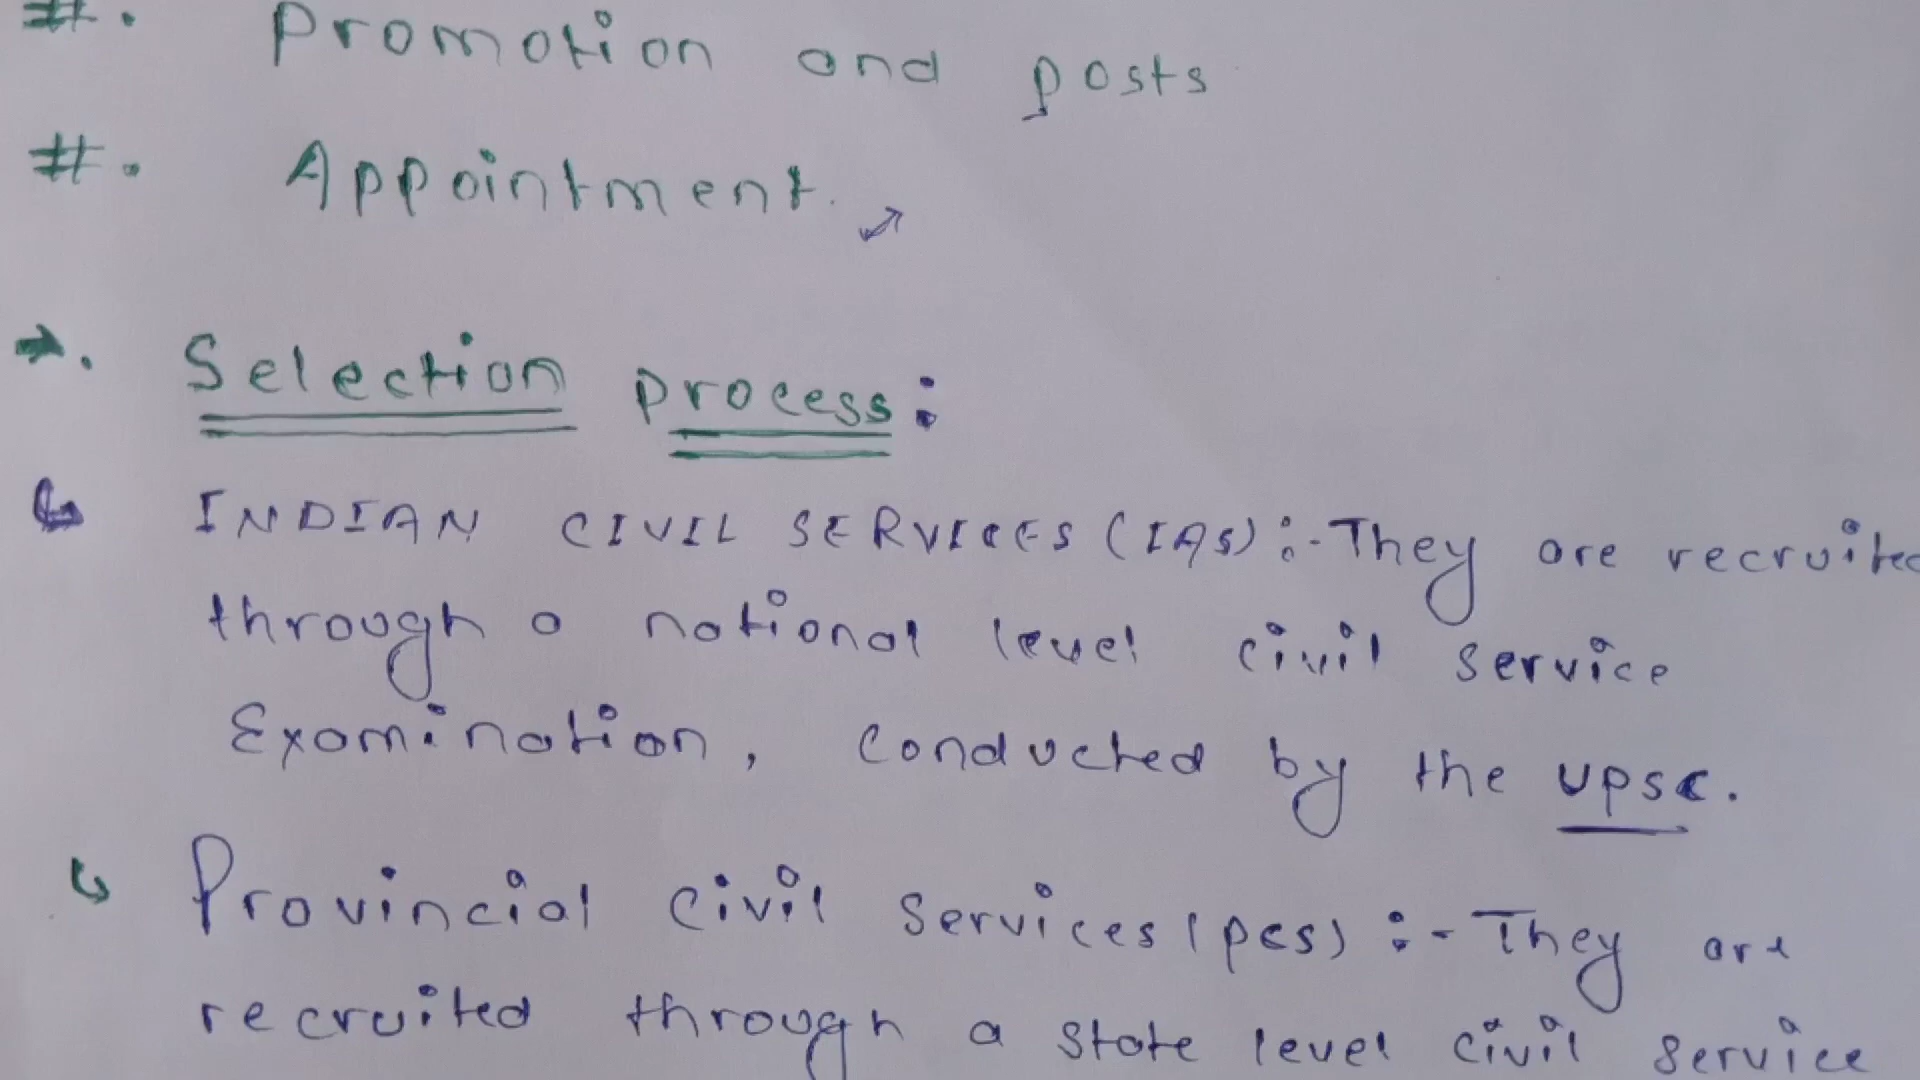 #. Promotion and posts
#. Appointment.
→. Selection process:
INDIAN CIVIL SERVICES (IAS):- They are recruited
through a national level civil service
Examination, conducted by the UPSC.
Provincial civil services (pcs):- They are
recruited through a state level civil service